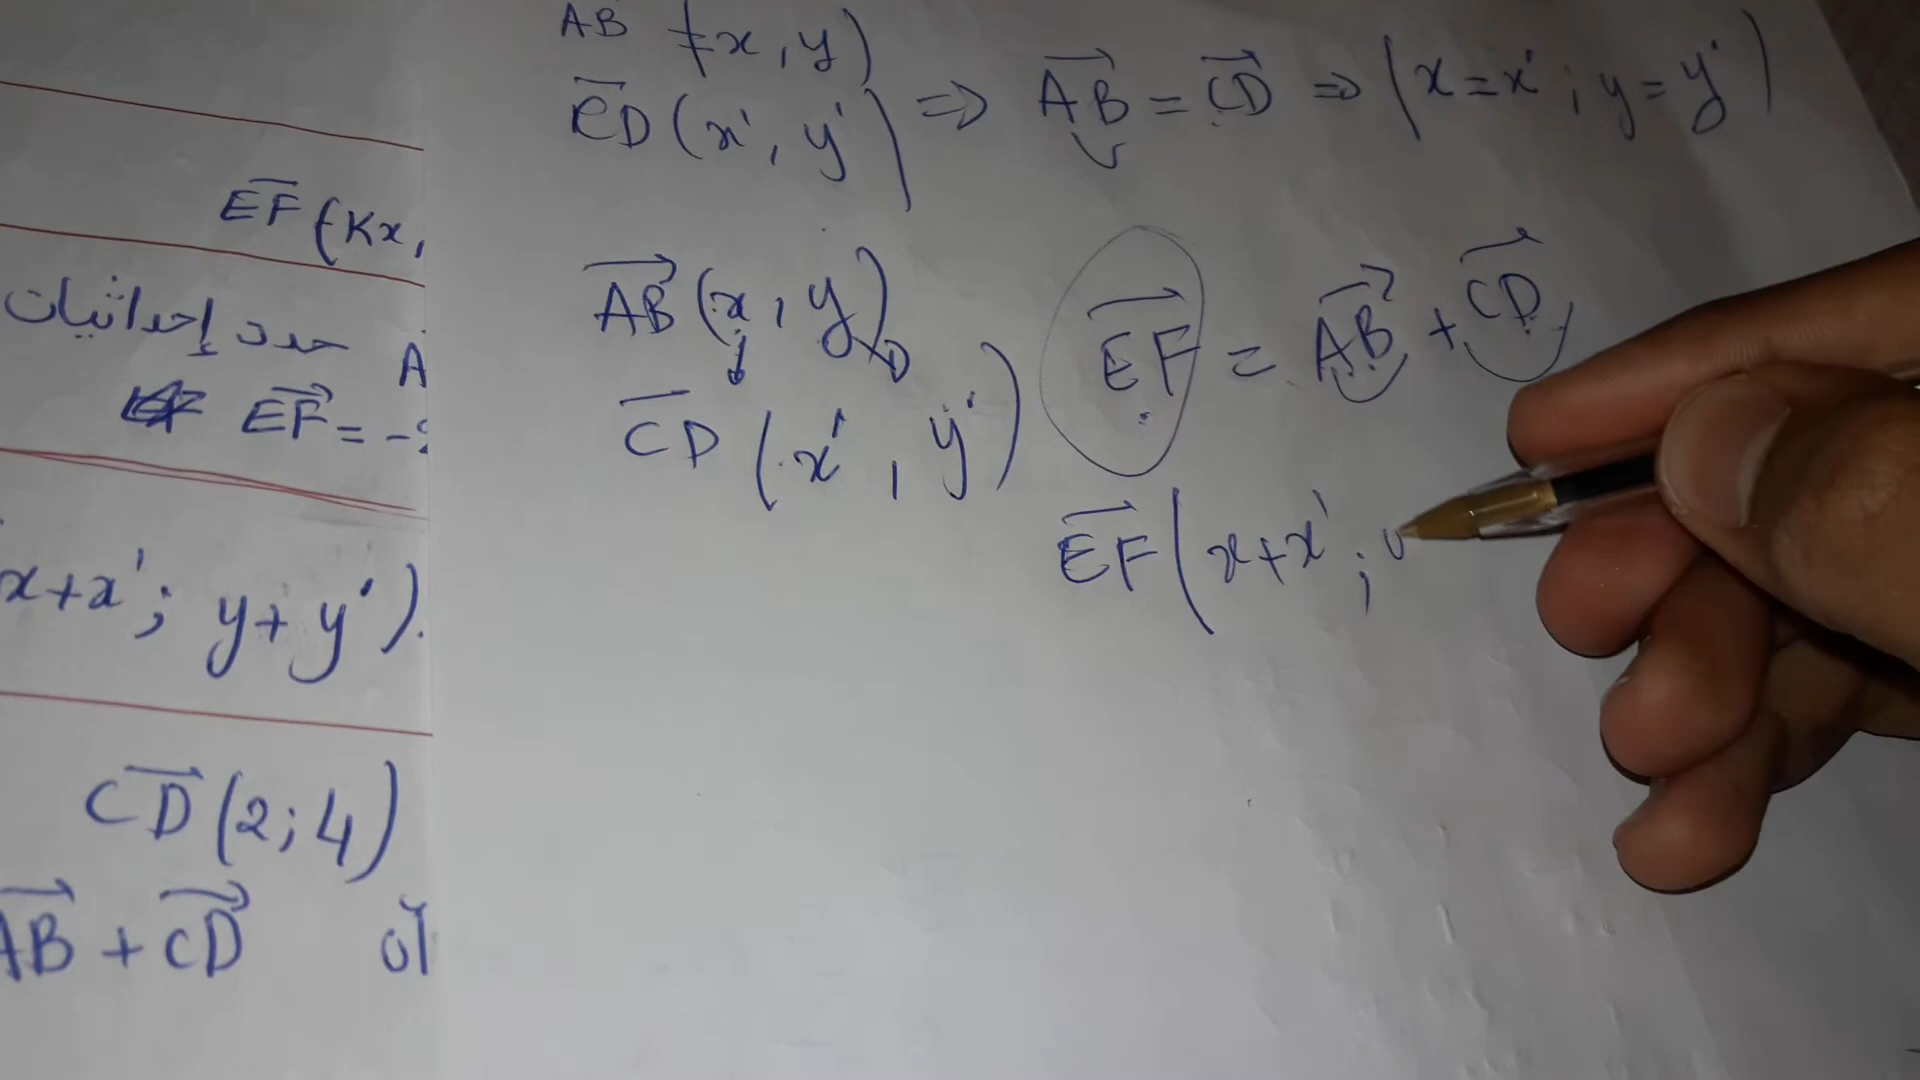 AB (x, y)
CD (x', y') ⇒ AB = CD ⇒ (x = x' ; y = y')
AB (x, y)
CD (x', y')
EF = AB + CD
EF (x+x' ;
EF (Kx,
حدد إحداثيات A
EF = -
x+x' ; y+y').
CD (2; 4)
AB + CD أن